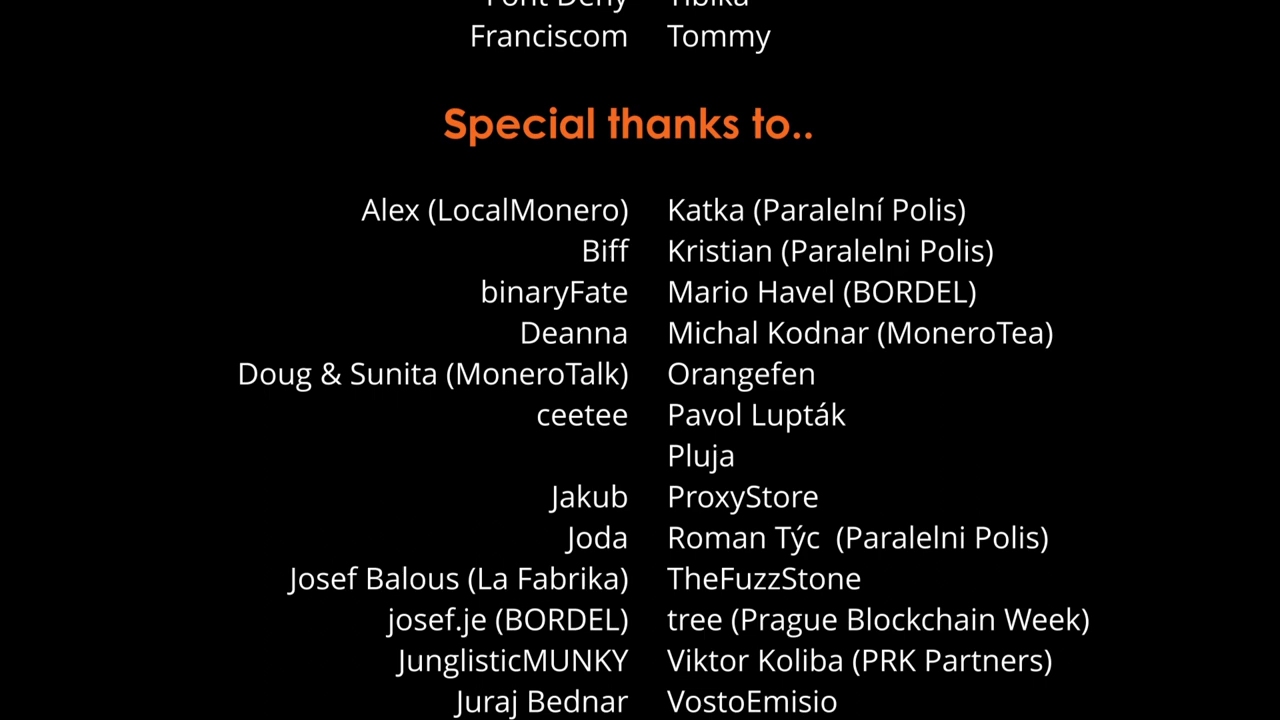 Franciscom Tommy
Special thanks to..
Alex (LocalMonero) Katka (Paralelní Polis)
Biff Kristian (Paralelni Polis)
binaryFate Mario Havel (BORDEL)
Deanna Michal Kodnar (MoneroTea)
Doug & Sunita (MoneroTalk) Orangefen
ceetee Pavol Lupták
Pluja
Jakub ProxyStore
Joda Roman Týc (Paralelni Polis)
Josef Balous (La Fabrika) TheFuzzStone
josef.je (BORDEL) tree (Prague Blockchain Week)
JunglisticMUNKY Viktor Koliba (PRK Partners)
Juraj Bednar VostoEmisio